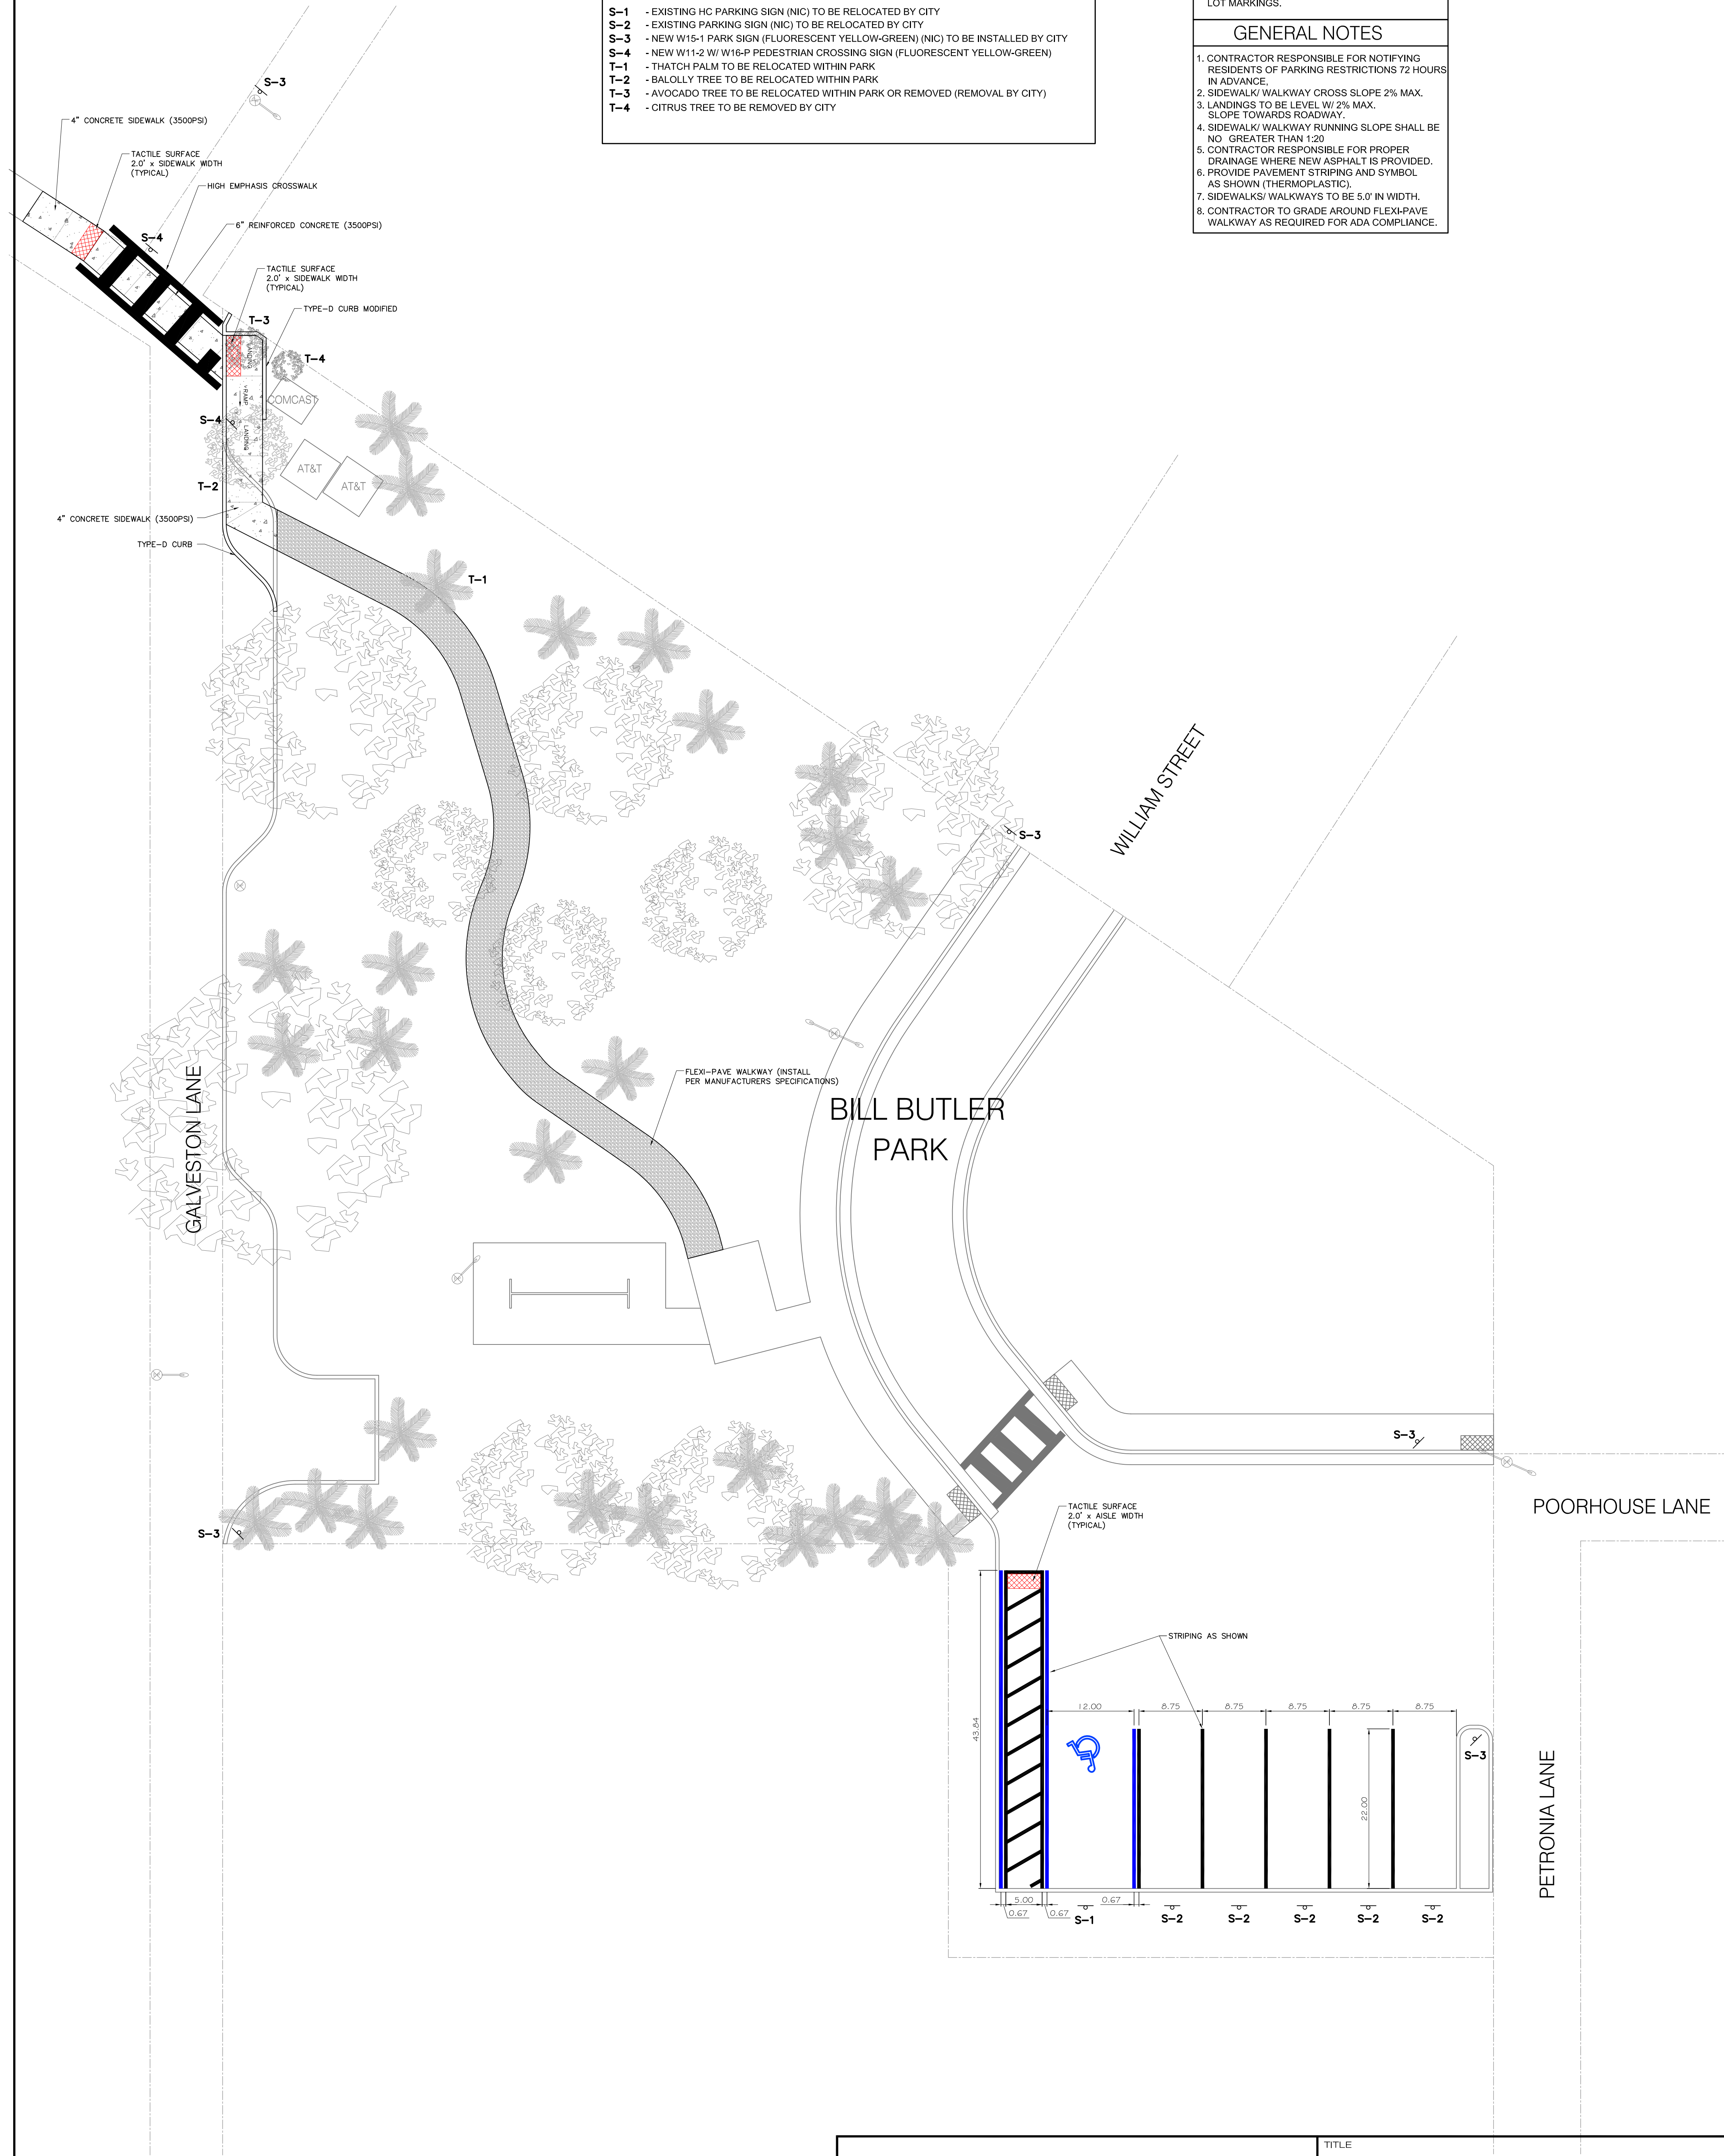 S-1 - EXISTING HC PARKING SIGN (NIC) TO BE RELOCATED BY CITY
S-2 - EXISTING PARKING SIGN (NIC) TO BE RELOCATED BY CITY
S-3 - NEW W15-1 PARK SIGN (FLUORESCENT YELLOW-GREEN) (NIC) TO BE INSTALLED BY CITY
S-4 - NEW W11-2 W/ W16-P PEDESTRIAN CROSSING SIGN (FLUORESCENT YELLOW-GREEN)
T-1 - THATCH PALM TO BE RELOCATED WITHIN PARK
T-2 - BALOLLY TREE TO BE RELOCATED WITHIN PARK
T-3 - AVOCADO TREE TO BE RELOCATED WITHIN PARK OR REMOVED (REMOVAL BY CITY)
T-4 - CITRUS TREE TO BE REMOVED BY CITY
LOT MARKINGS.
GENERAL NOTES
1. CONTRACTOR RESPONSIBLE FOR NOTIFYING
RESIDENTS OF PARKING RESTRICTIONS 72 HOURS
IN ADVANCE,
2. SIDEWALK/ WALKWAY CROSS SLOPE 2% MAX.
3. LANDINGS TO BE LEVEL W/ 2% MAX.
SLOPE TOWARDS ROADWAY.
4. SIDEWALK/ WALKWAY RUNNING SLOPE SHALL BE
NO GREATER THAN 1:20
5. CONTRACTOR RESPONSIBLE FOR PROPER
DRAINAGE WHERE NEW ASPHALT IS PROVIDED.
6. PROVIDE PAVEMENT STRIPING AND SYMBOL
AS SHOWN (THERMOPLASTIC).
7. SIDEWALKS/ WALKWAYS TO BE 5.0' IN WIDTH.
8. CONTRACTOR TO GRADE AROUND FLEXI-PAVE
WALKWAY AS REQUIRED FOR ADA COMPLIANCE.
S-3
4" CONCRETE SIDEWALK (3500PSI)
TACTILE SURFACE
2.0' x SIDEWALK WIDTH
(TYPICAL)
HIGH EMPHASIS CROSSWALK
6" REINFORCED CONCRETE (3500PSI)
S-4
TACTILE SURFACE
2.0' x SIDEWALK WIDTH
(TYPICAL)
TYPE-D CURB MODIFIED
T-3
LANDING
T-4
RAMP
COMCAST
S-4
LANDING
AT&T
AT&T
T-2
4" CONCRETE SIDEWALK (3500PSI)
TYPE-D CURB
T-1
WILLIAM STREET
S-3
FLEXI-PAVE WALKWAY (INSTALL
PER MANUFACTURERS SPECIFICATIONS)
BILL BUTLER
PARK
GALVESTON LANE
S-3
S-3
TACTILE SURFACE
2.0' x AISLE WIDTH
(TYPICAL)
POORHOUSE LANE
STRIPING AS SHOWN
12.00
8.75
8.75
8.75
8.75
8.75
43.84
S-3
22.00
PETRONIA LANE
5.00
0.67
0.67
0.67
S-1
S-2
S-2
S-2
S-2
S-2
TITLE